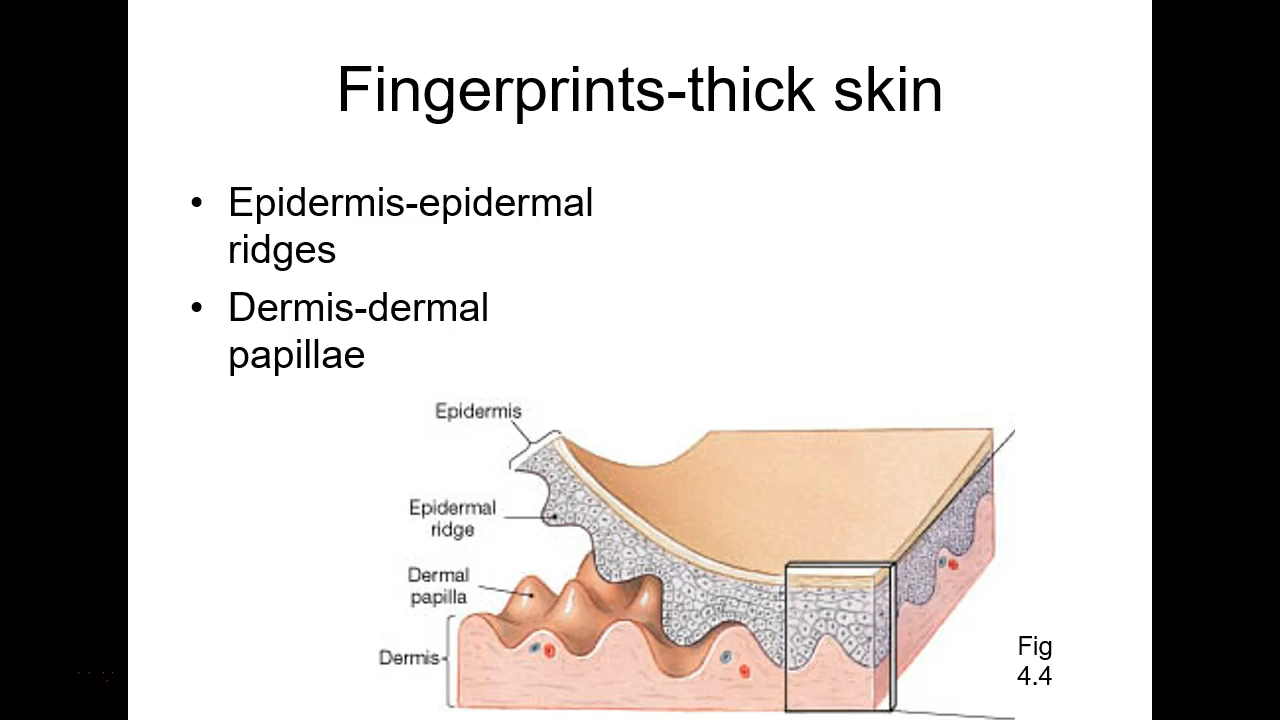 Fingerprints-thick skin
• Epidermis-epidermal
ridges
• Dermis-dermal
papillae
Epidermis
Epidermal
ridge
Dermal
papilla
Dermis
Fig
4.4